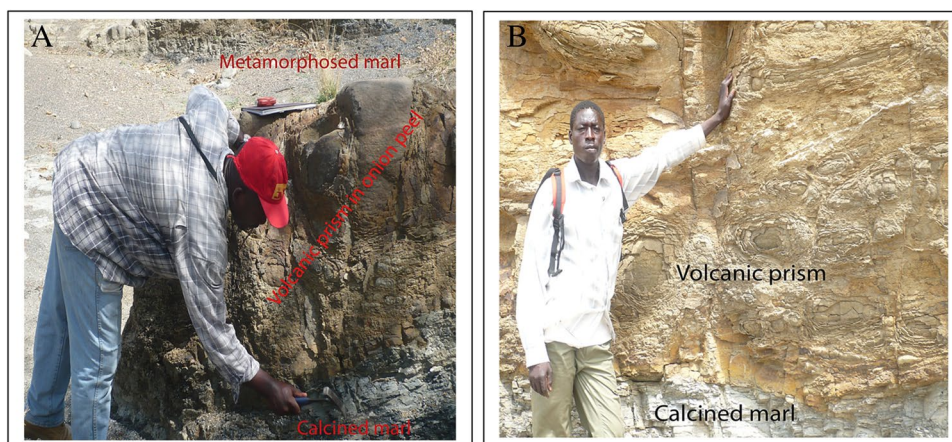 A
Metamorphosed marl
Volcanic prism in onion peel
Calcined marl
B
Volcanic prism
Calcined marl